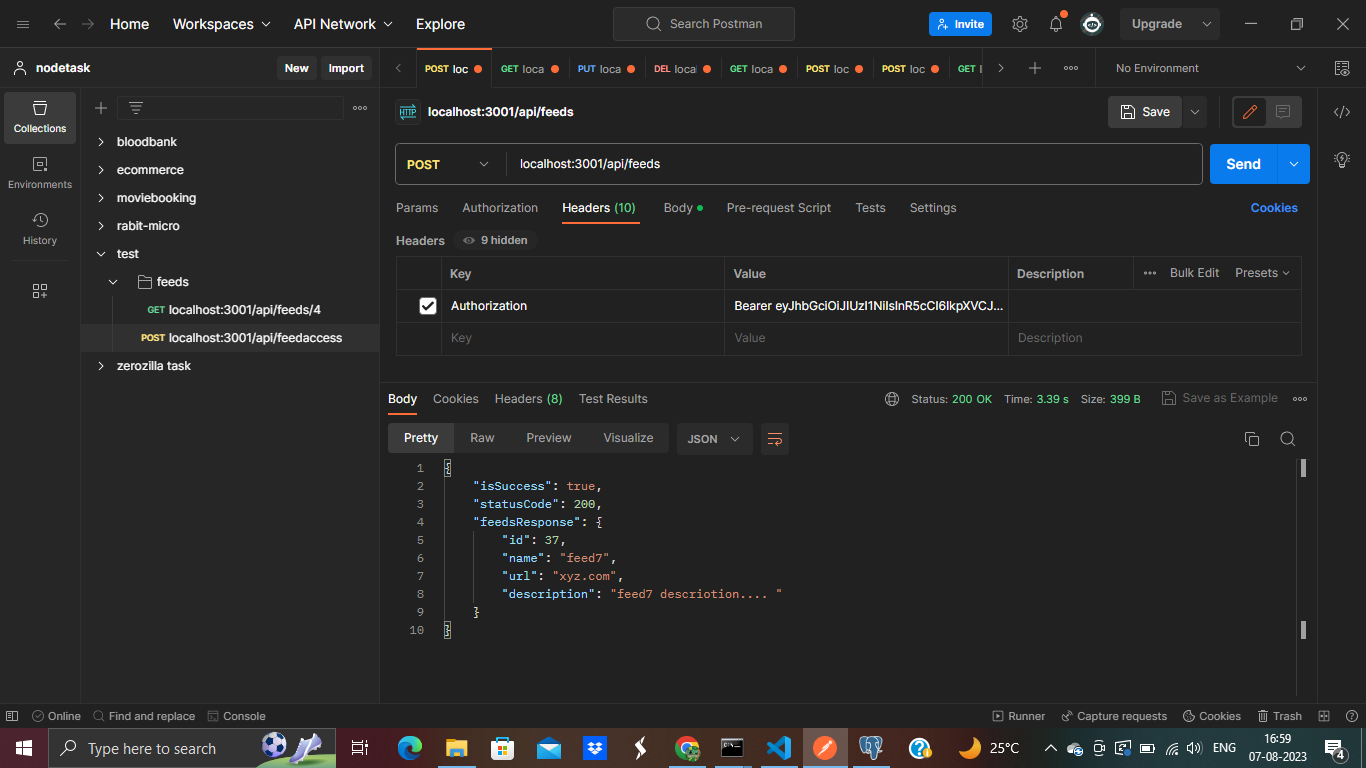 Home Workspaces API Network Explore Search Postman Invite Upgrade
nodetask New Import
POST loc GET loca PUT loca DEL local GET loca POST loc POST loc GET l No Environment
Collections
Environments
History
bloodbank
ecommerce
moviebooking
rabit-micro
test
feeds
GET localhost:3001/api/feeds/4
POST localhost:3001/api/feedaccess
zerozilla task
HTTP localhost:3001/api/feeds Save
POST localhost:3001/api/feeds Send
Params Authorization Headers (10) Body Pre-request Script Tests Settings Cookies
Headers 9 hidden
Key Value Description Bulk Edit Presets
Authorization Bearer eyJhbGciOiJIUzI1NiIsInR5cCI6IkpXVCJ...
Key Value Description
Body Cookies Headers (8) Test Results Status: 200 OK Time: 3.39 s Size: 399 B Save as Example
Pretty Raw Preview Visualize JSON
1 {
2 "isSuccess": true,
3 "statusCode": 200,
4 "feedsResponse": {
5 "id": 37,
6 "name": "feed7",
7 "url": "xyz.com",
8 "description": "feed7 descriotion.... "
9 }
10 }
Online Find and replace Console Runner Capture requests Cookies Trash
Type here to search 25°C ENG 16:59
07-08-2023 4